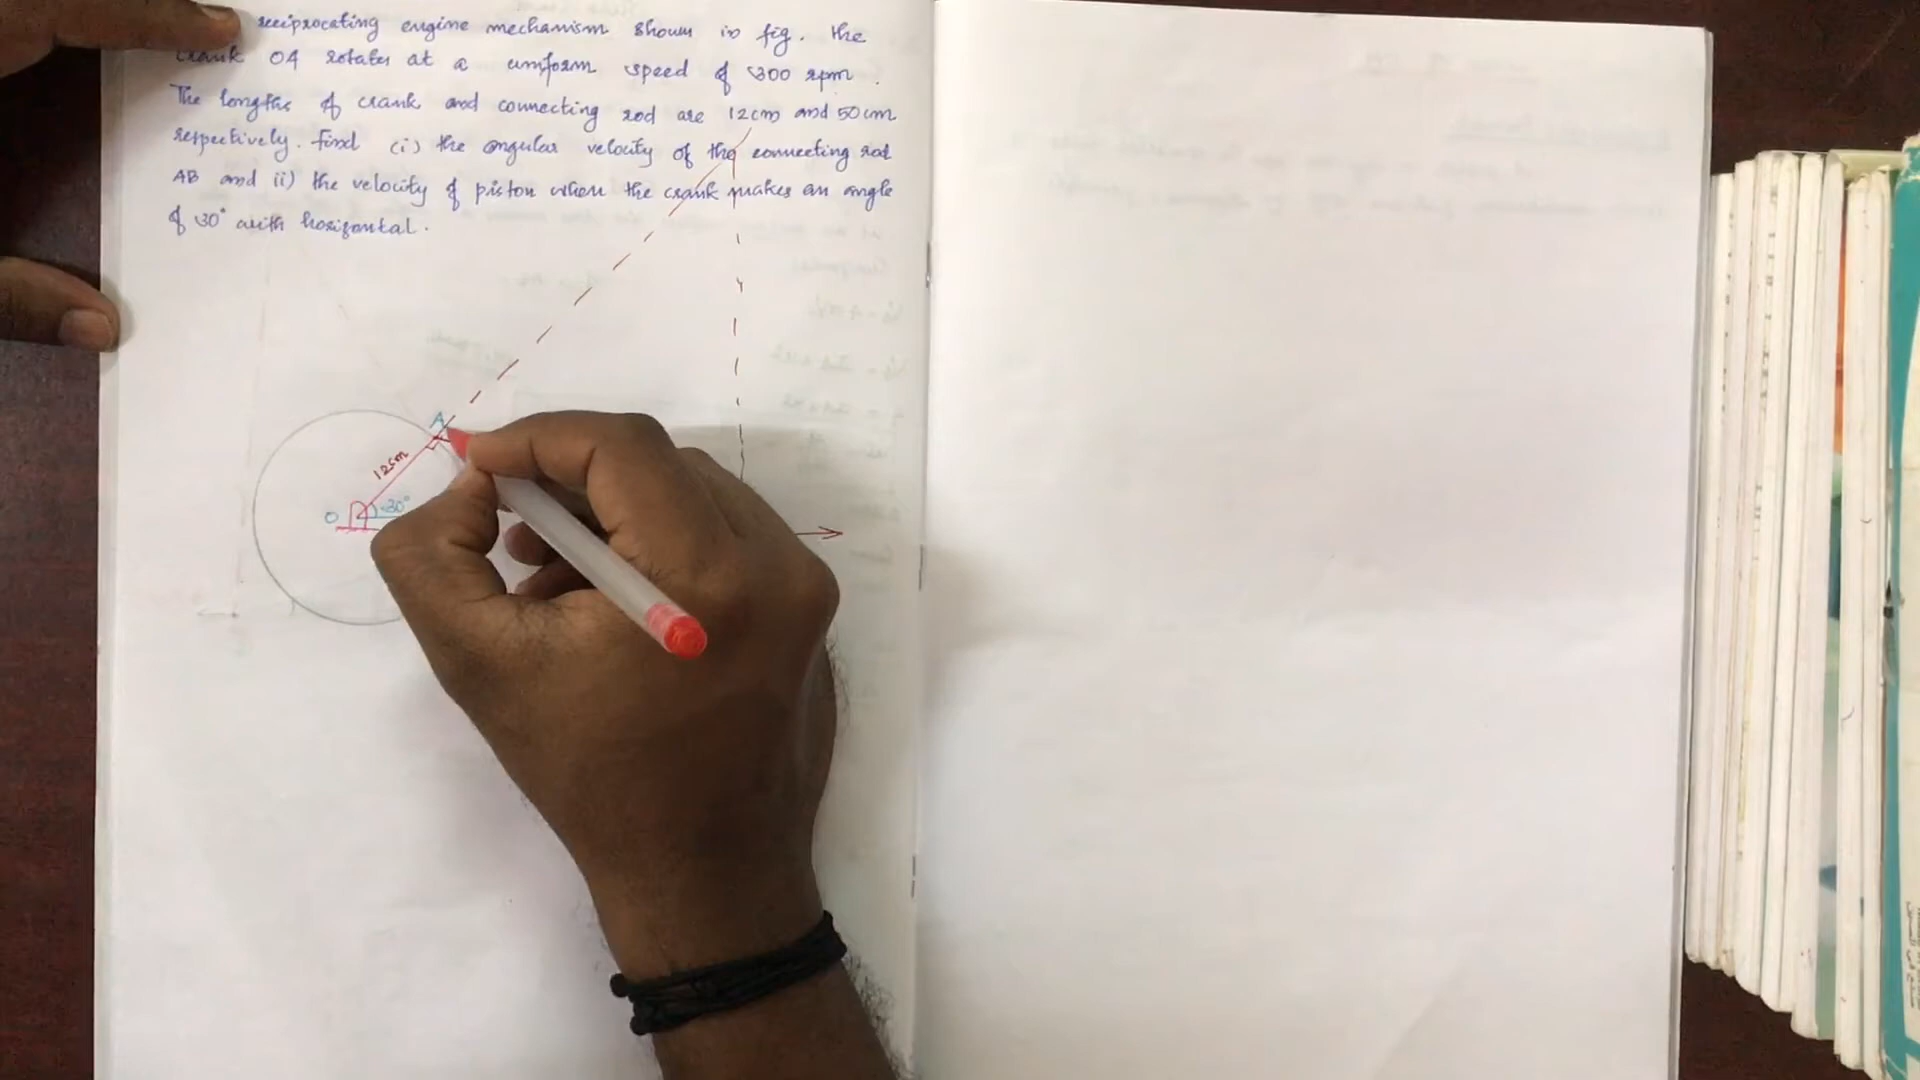 reciprocating engine mechanism shown in fig. the
crank OA rotates at a uniform speed of 300 rpm.
The lengths of crank and connecting rod are 12cm and 50cm
respectively. find (i) the angular velocity of the connecting rod
AB and ii) the velocity of piston when the crank makes an angle
of 30° with horizontal.
A
12cm
O
30°